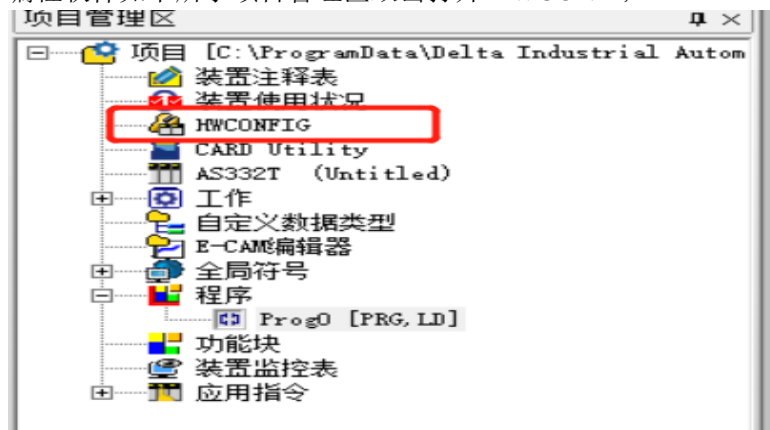 项目管理区
项目 [C:\ProgramData\Delta Industrial Autom
装置注释表
装置使用状况
HWCONFIG
CARD Utility
AS332T (Untitled)
工作
自定义数据类型
E-CAM编辑器
全局符号
程序
Prog0 [PRG,LD]
功能块
装置监控表
应用指令